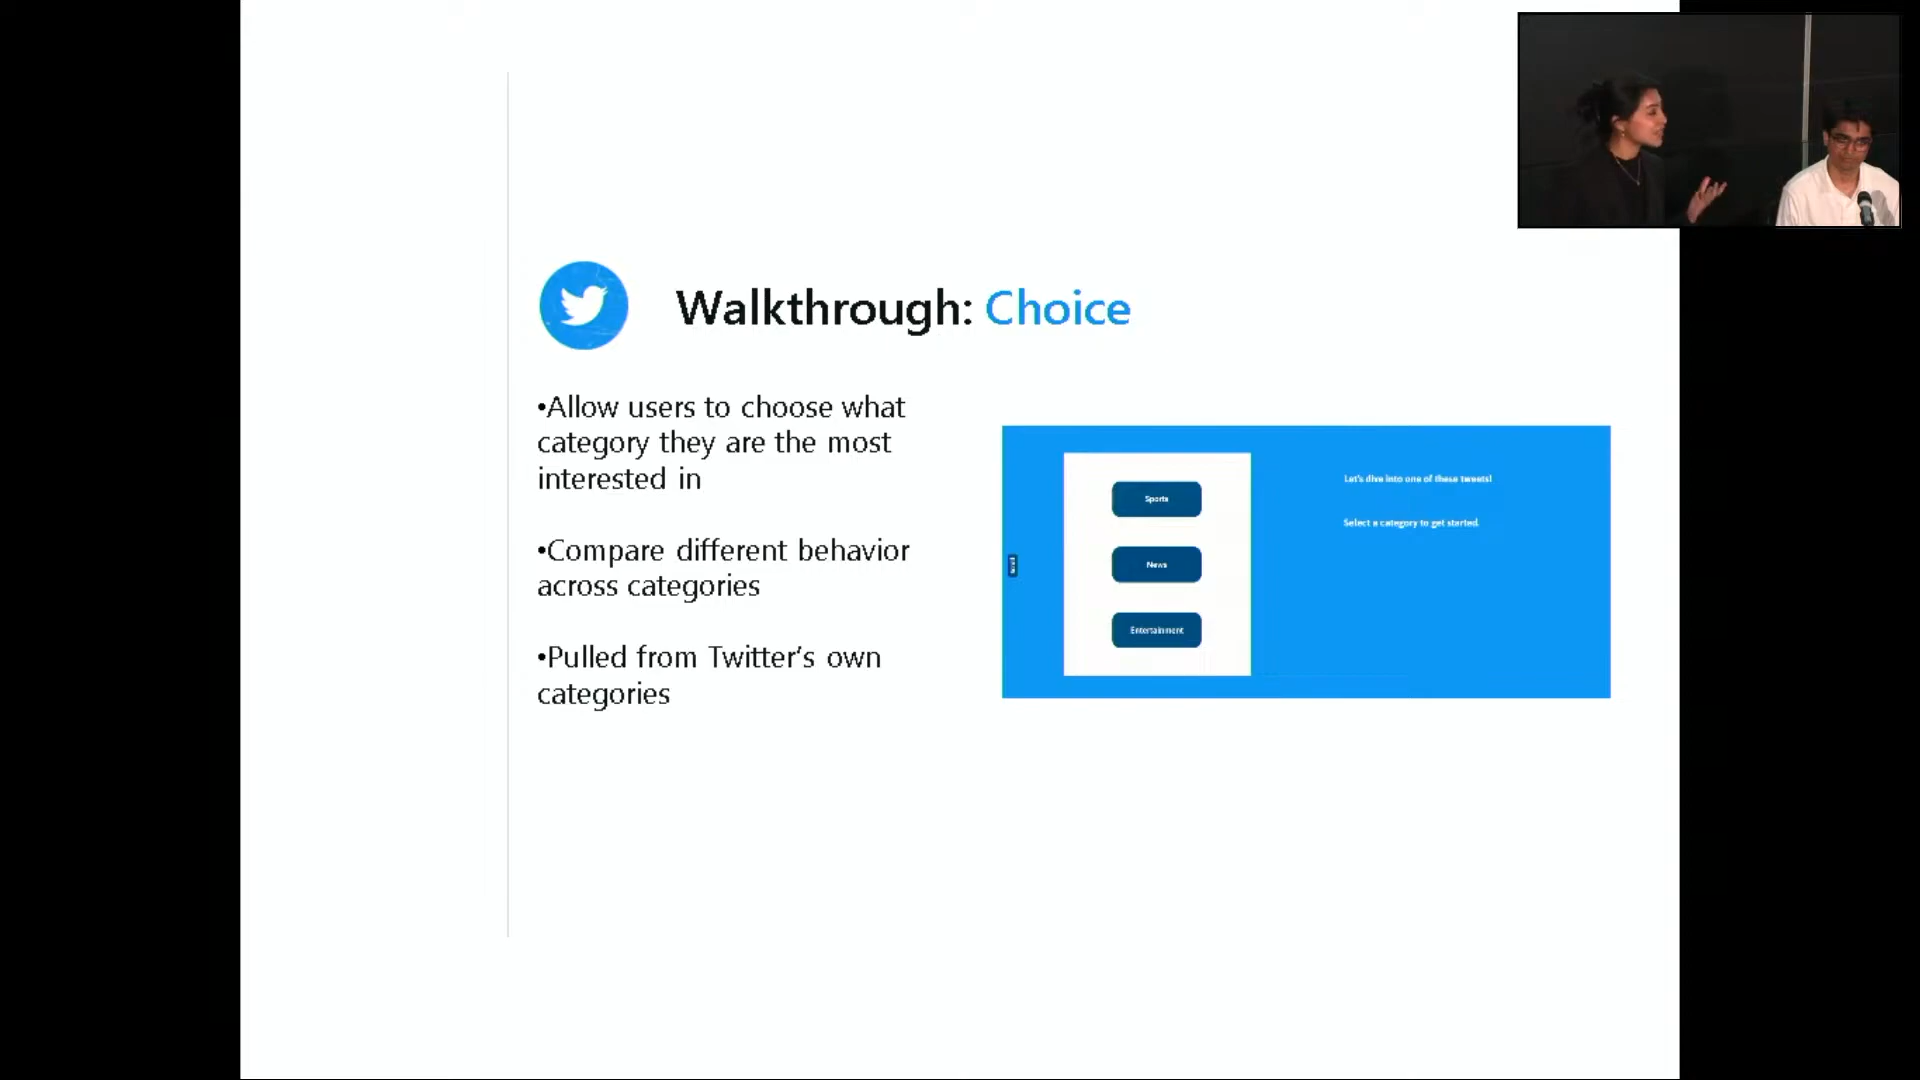 Walkthrough: Choice
•Allow users to choose what
category they are the most
interested in
•Compare different behavior
across categories
•Pulled from Twitter's own
categories
Sports
News
Entertainment
Let's dive into one of these tweets!
Select a category to get started.